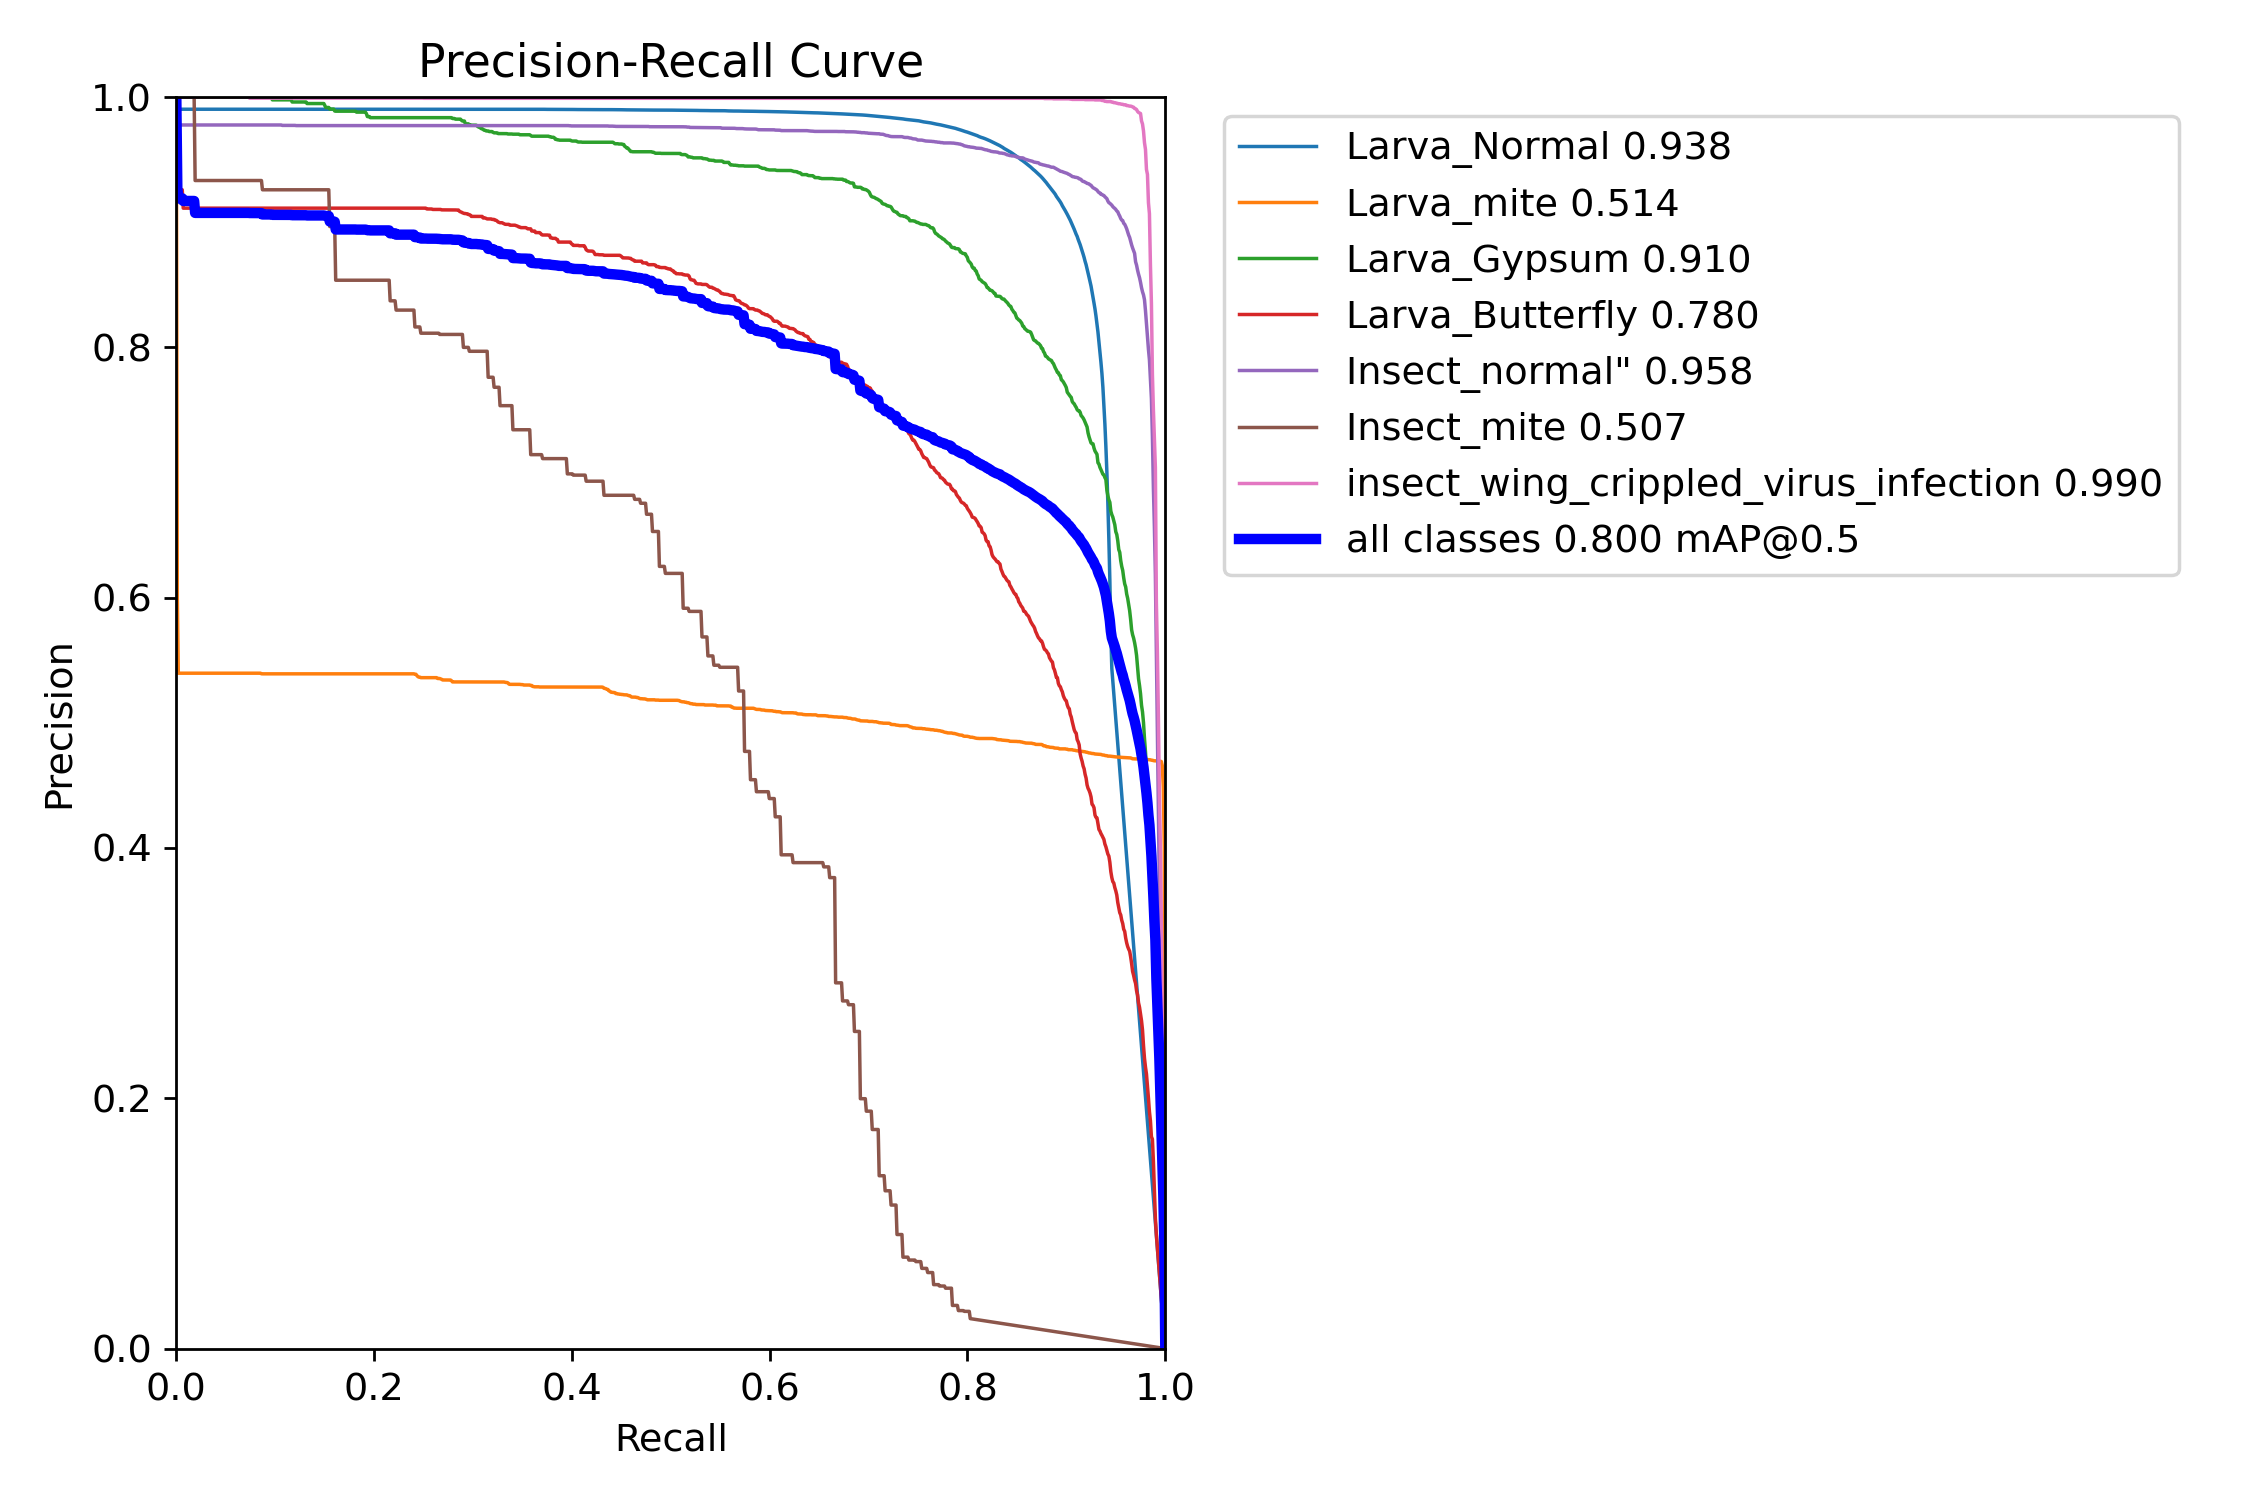 Precision-Recall Curve
1.0
0.8
0.6
0.4
0.2
0.0
Precision
0.0 0.2 0.4 0.6 0.8 1.0
Recall
Larva_Normal 0.938
Larva_mite 0.514
Larva_Gypsum 0.910
Larva_Butterfly 0.780
Insect_normal" 0.958
Insect_mite 0.507
insect_wing_crippled_virus_infection 0.990
all classes 0.800 mAP@0.5